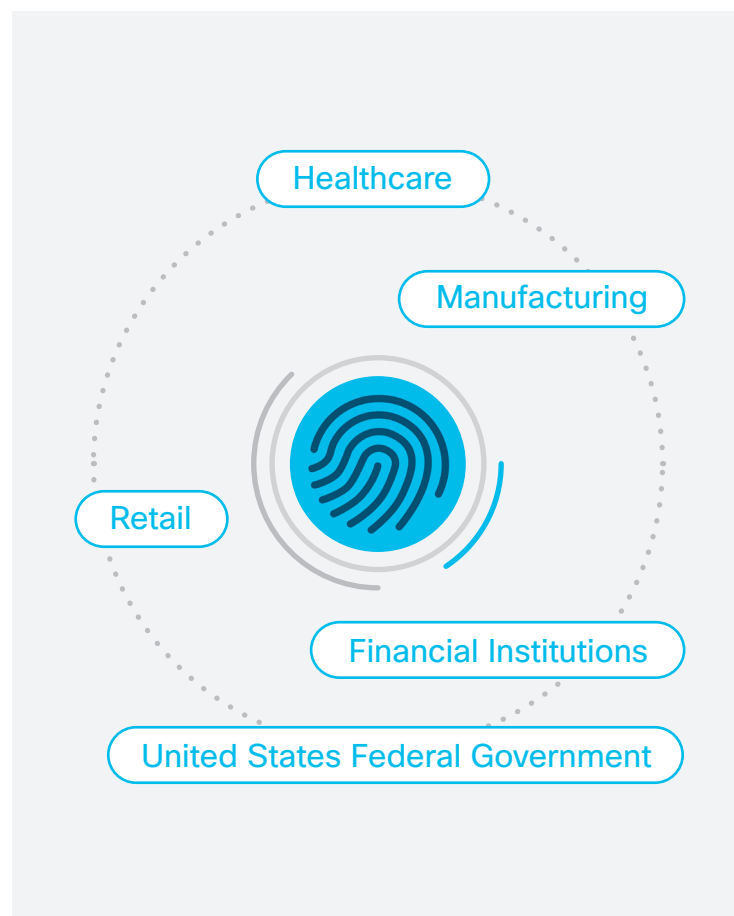 Healthcare
Manufacturing
Retail
Financial Institutions
United States Federal Government